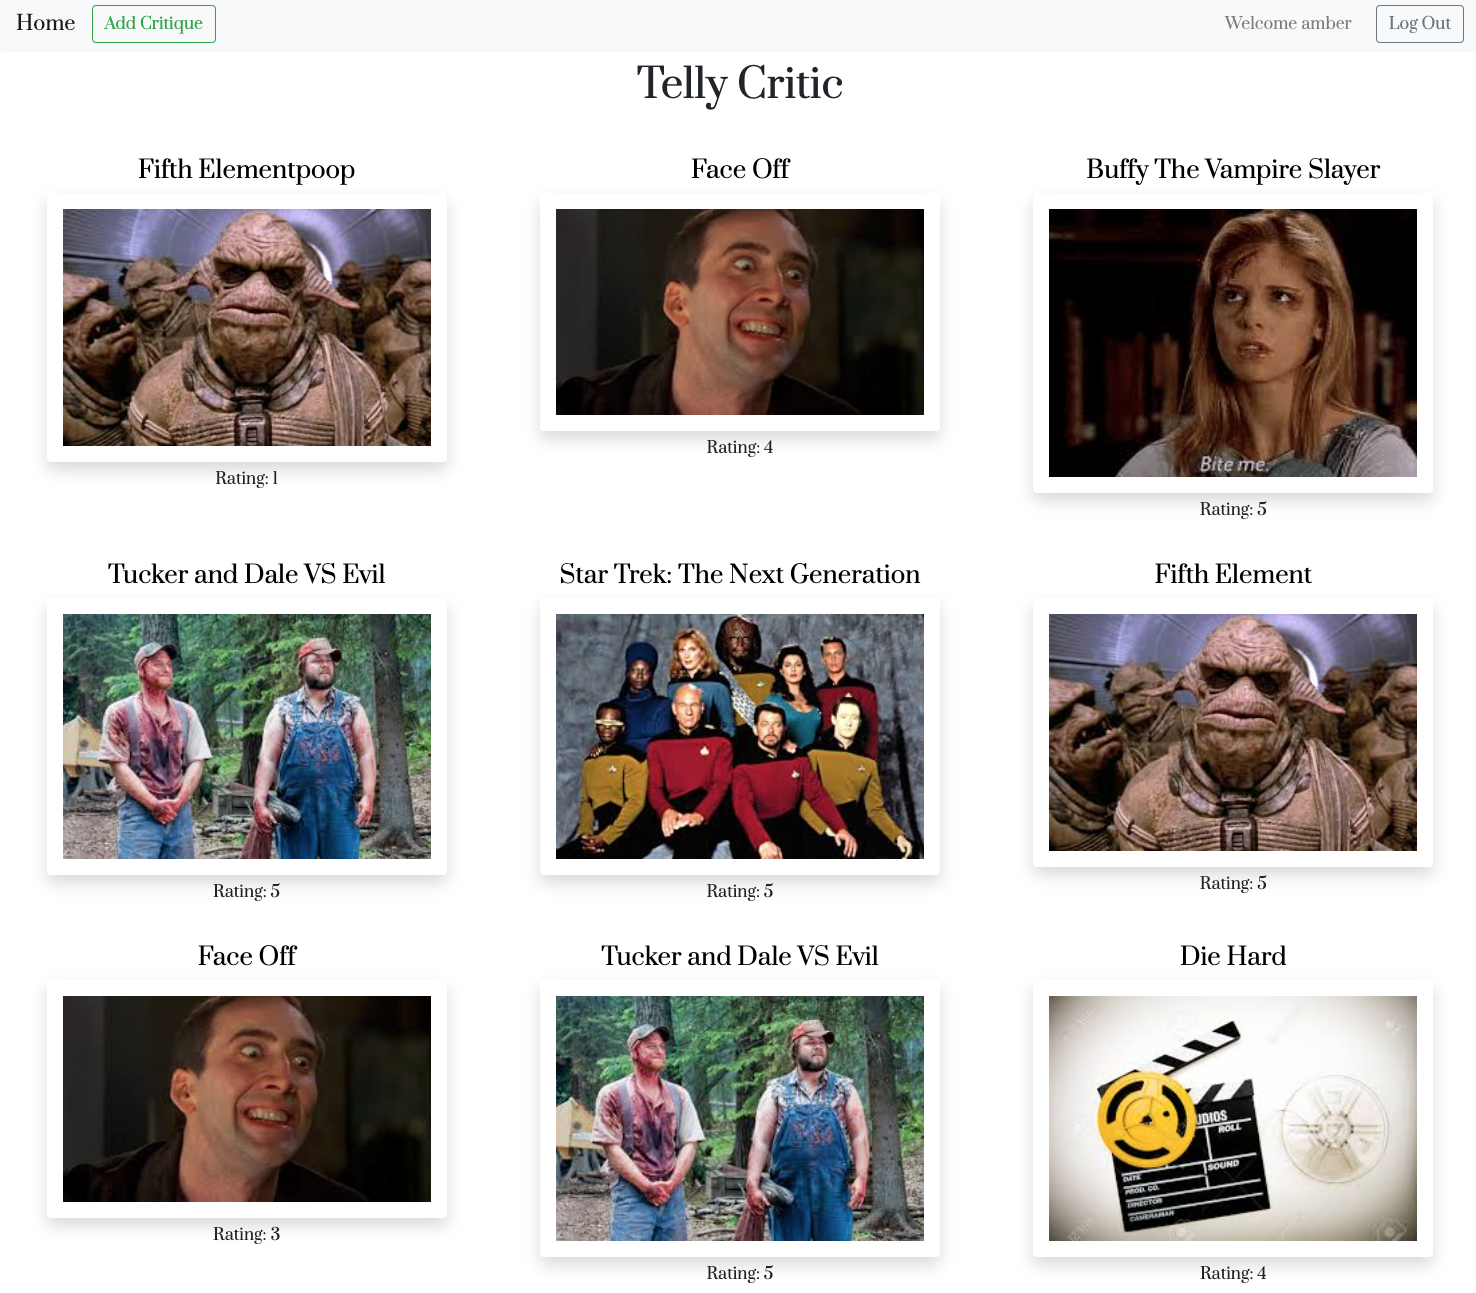 Home Add Critique Welcome amber Log Out
Telly Critic
Fifth Elementpoop Face Off Buffy The Vampire Slayer
Bite me.
Rating: 1 Rating: 4 Rating: 5
Tucker and Dale VS Evil Star Trek: The Next Generation Fifth Element
Rating: 5 Rating: 5 Rating: 5
Face Off Tucker and Dale VS Evil Die Hard
UDIOS
ROLL
SOUND
DATE
PROD. CO.
DIRECTOR
CAMERAMAN
Rating: 3 Rating: 5 Rating: 4